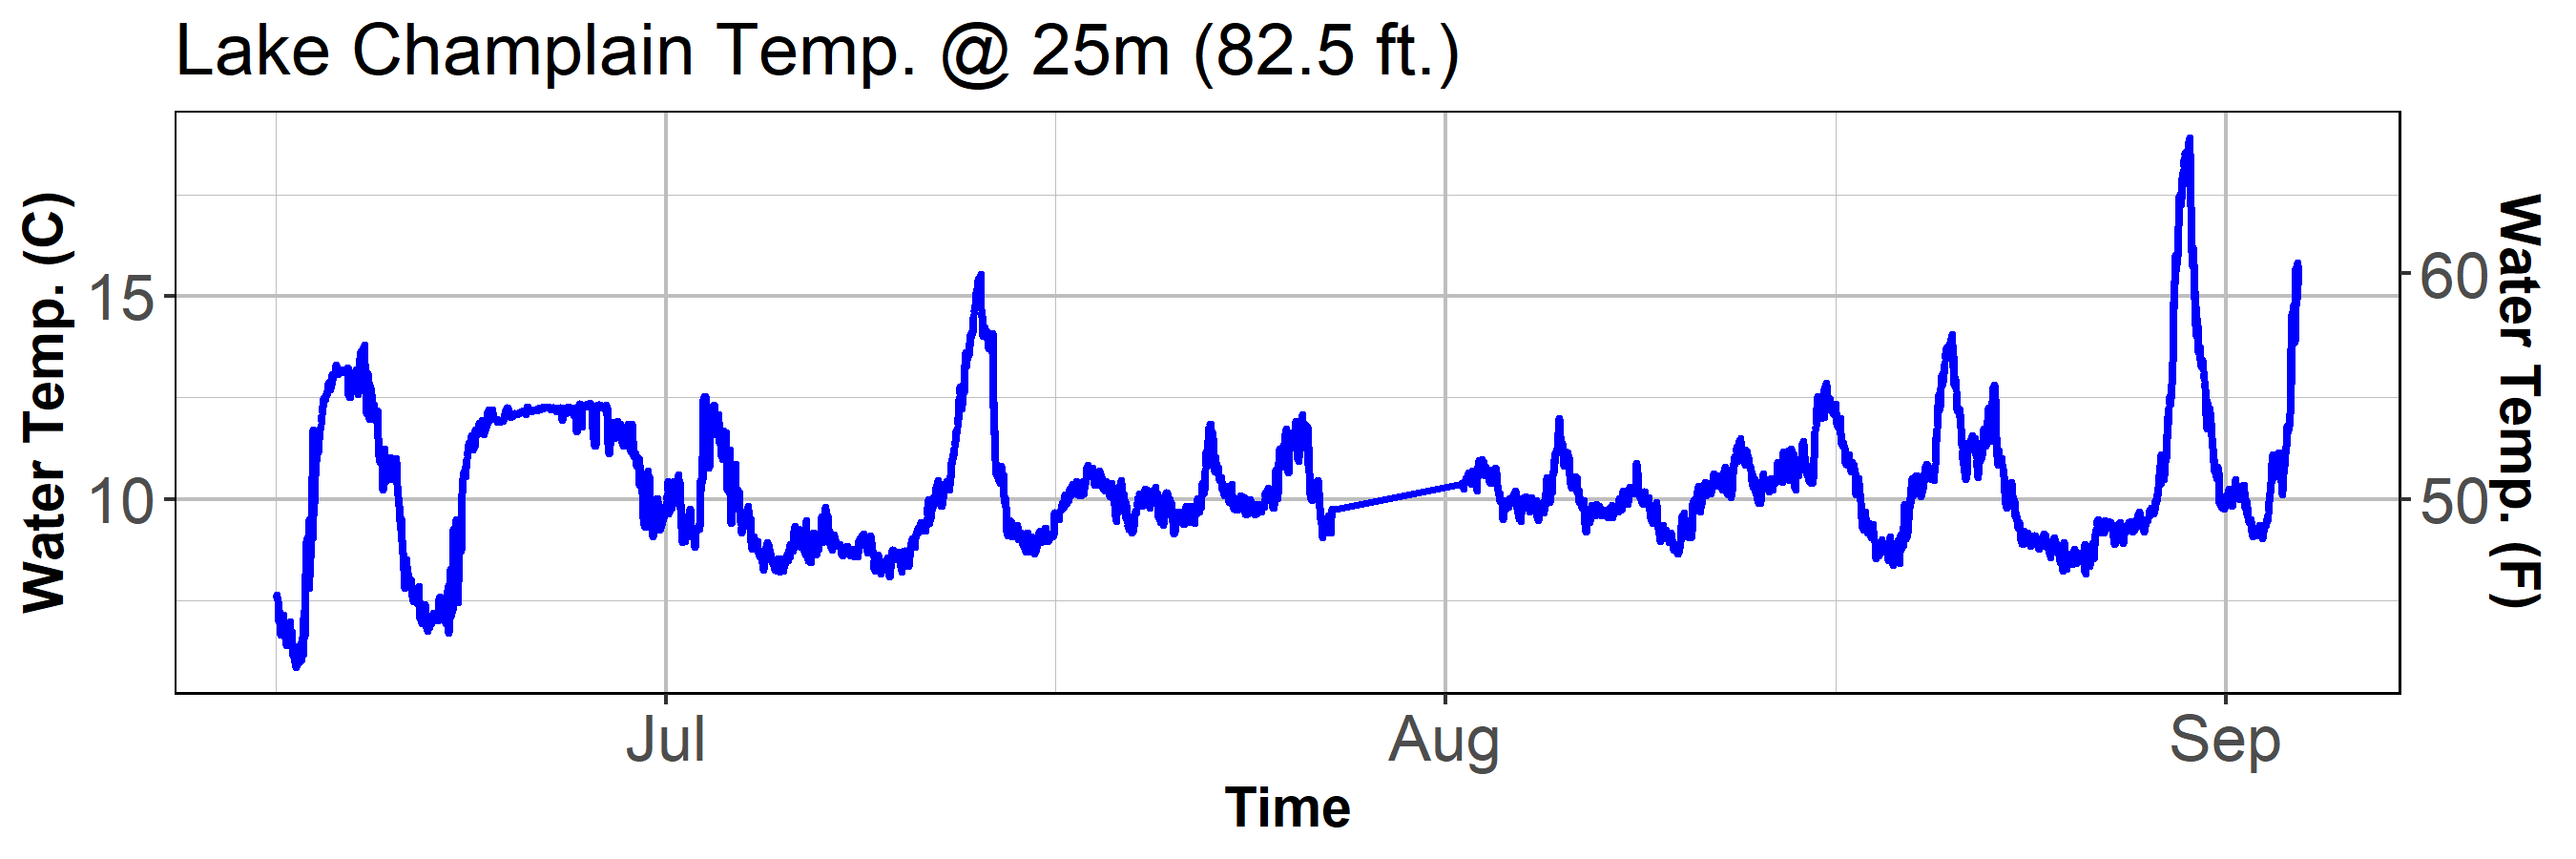 Lake Champlain Temp. @ 25m (82.5 ft.)
Water Temp. (C)
15
10
60
50
Water Temp. (F)
Jul
Aug
Sep
Time